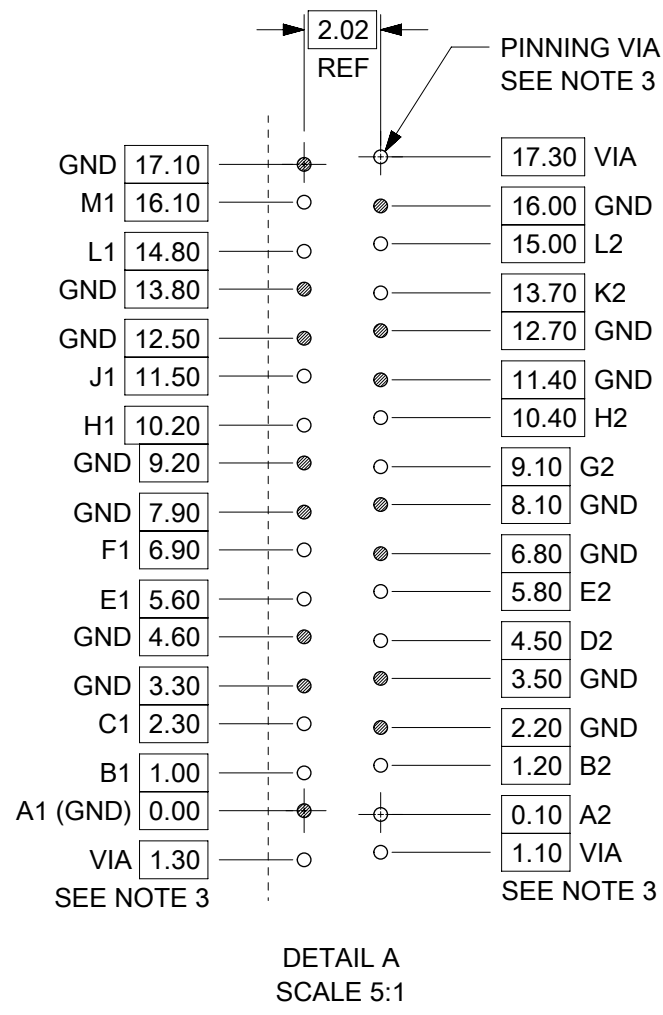 2.02
REF
PINNING VIA
SEE NOTE 3
GND 17.10
17.30 VIA
M1 16.10
16.00 GND
L1 14.80
15.00 L2
GND 13.80
13.70 K2
GND 12.50
12.70 GND
J1 11.50
11.40 GND
H1 10.20
10.40 H2
GND 9.20
9.10 G2
GND 7.90
8.10 GND
F1 6.90
6.80 GND
E1 5.60
5.80 E2
GND 4.60
4.50 D2
GND 3.30
3.50 GND
C1 2.30
2.20 GND
B1 1.00
1.20 B2
A1 (GND) 0.00
0.10 A2
VIA 1.30
1.10 VIA
SEE NOTE 3
SEE NOTE 3
DETAIL A
SCALE 5:1